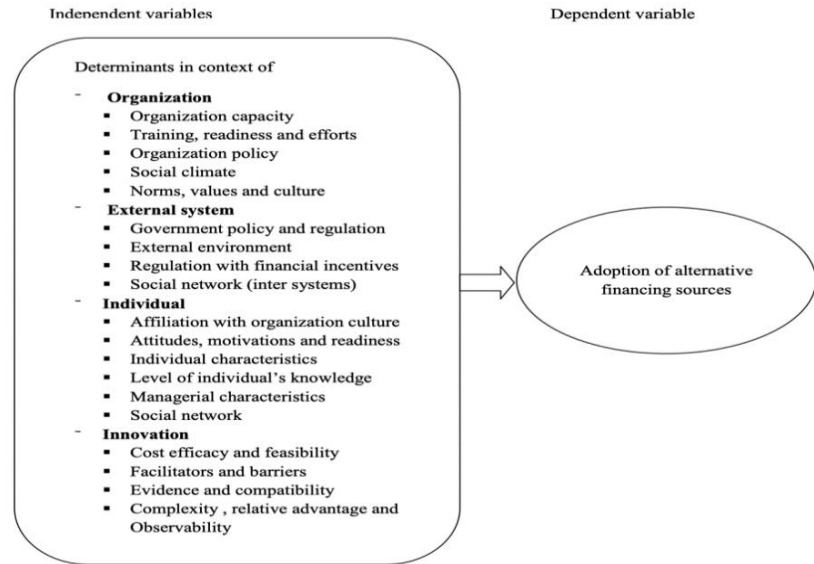 Independent variables
Dependent variable
Determinants in context of
- Organization
▪ Organization capacity
▪ Training, readiness and efforts
▪ Organization policy
▪ Social climate
▪ Norms, values and culture
- External system
▪ Government policy and regulation
▪ External environment
▪ Regulation with financial incentives
▪ Social network (inter systems)
- Individual
▪ Affiliation with organization culture
▪ Attitudes, motivations and readiness
▪ Individual characteristics
▪ Level of individual’s knowledge
▪ Managerial characteristics
▪ Social network
- Innovation
▪ Cost efficacy and feasibility
▪ Facilitators and barriers
▪ Evidence and compatibility
▪ Complexity , relative advantage and
Observability
Adoption of alternative
financing sources